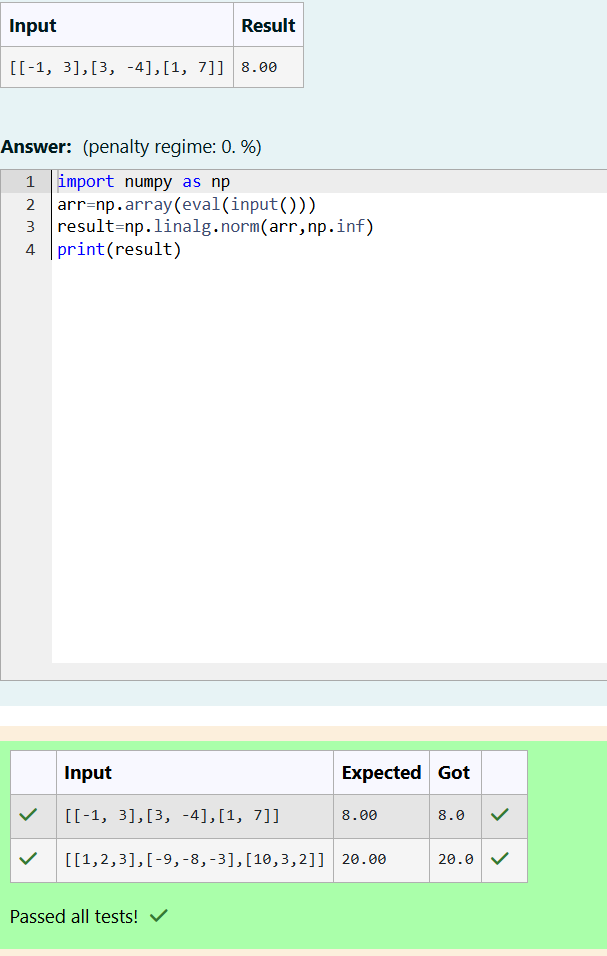 Input Result
[[-1, 3],[3, -4],[1, 7]] 8.00
Answer: (penalty regime: 0. %)
1 import numpy as np
2 arr=np.array(eval(input()))
3 result=np.linalg.norm(arr,np.inf)
4 print(result)
Input Expected Got
[[-1, 3],[3, -4],[1, 7]] 8.00 8.0
[[1,2,3],[-9,-8,-3],[10,3,2]] 20.00 20.0
Passed all tests!